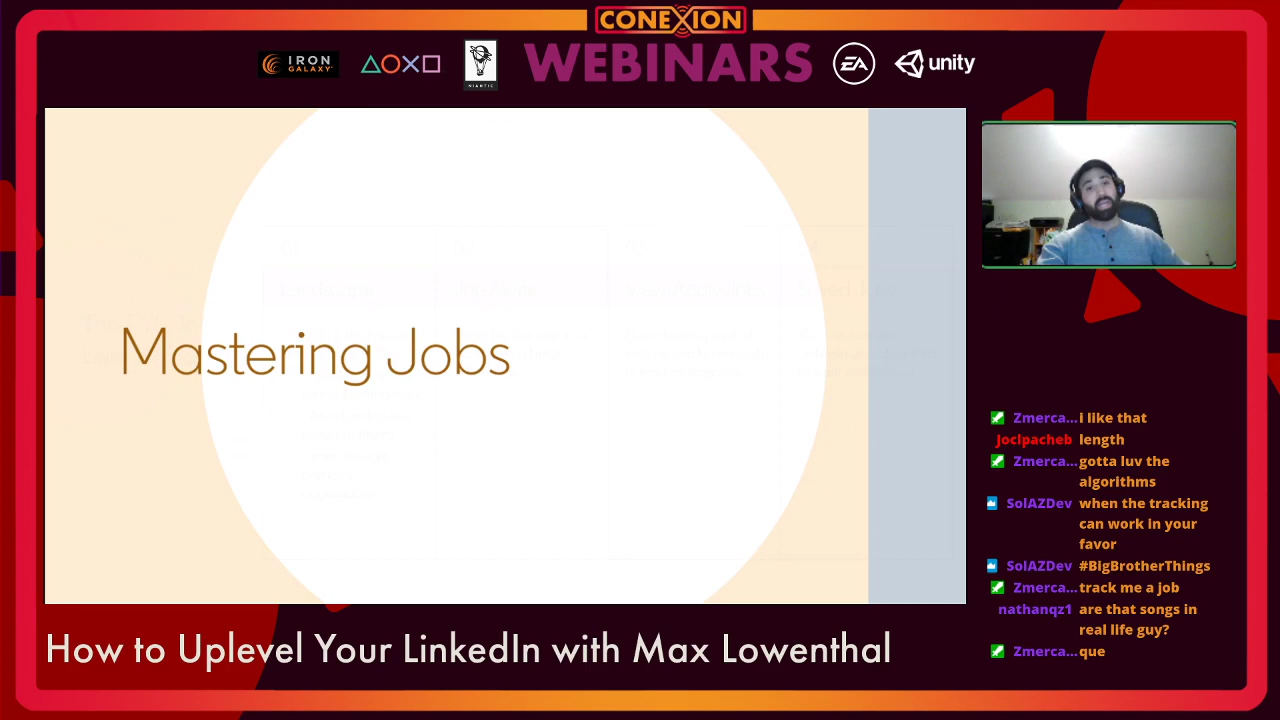 CONEXION
IRON
GALAXY
NIANTIC
WEBINARS
EA
unity
Mastering Jobs
How to Uplevel Your LinkedIn with Max Lowenthal
Zmerca... i like that
Joclpacheb length
Zmerca... gotta luv the
algorithms
SolAZDev when the tracking
can work in your
favor
SolAZDev #BigBrotherThings
Zmerca... track me a job
nathanqz1 are that songs in
real life guy?
Zmerca... que